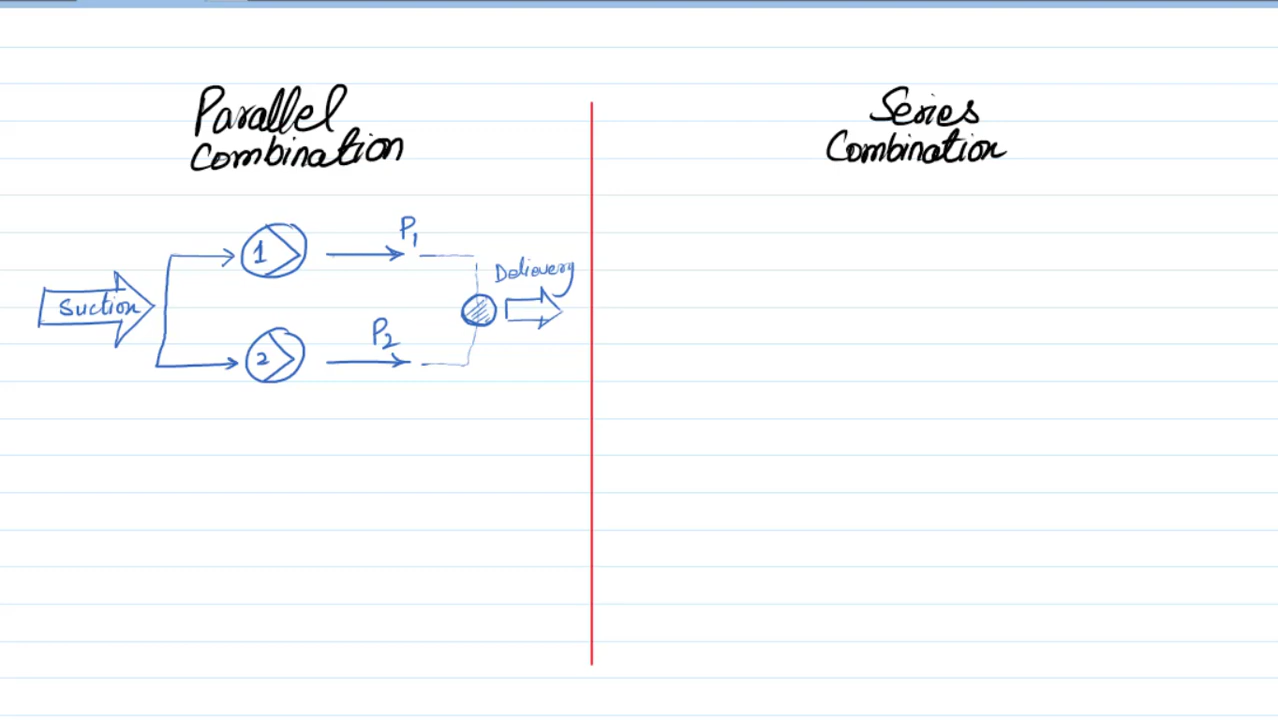 Parallel
Combination
Series
Combination
P1
1
Delievery
Suction
P2
2